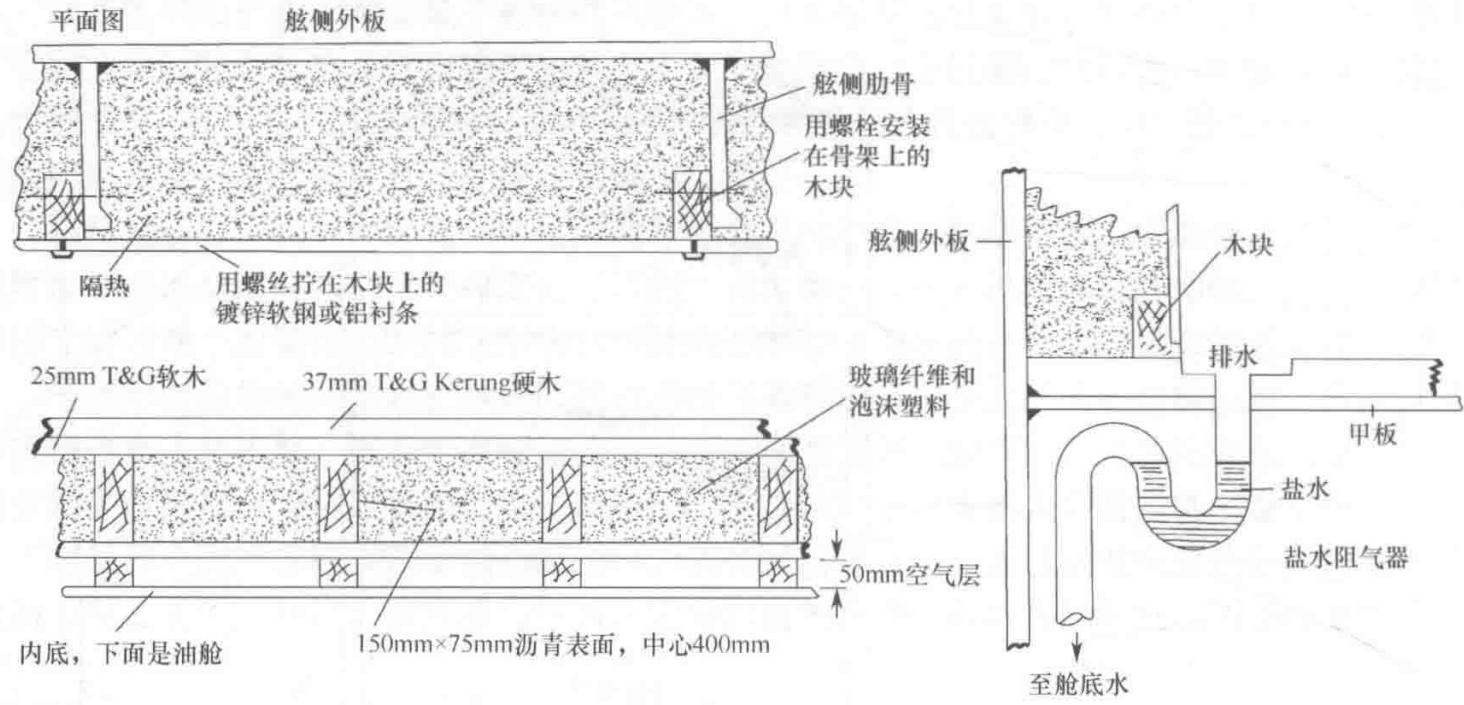 平面图
舷侧外板
舷侧肋骨
用螺栓安装
在骨架上的
木块
隔热
用螺丝拧在木块上的
镀锌软钢或铝衬条
25mm T&G软木
37mm T&G Kerung硬木
玻璃纤维和
泡沫塑料
50mm空气层
内底，下面是油舱
150mm×75mm沥青表面，中心400mm
舷侧外板
木块
排水
甲板
盐水
盐水阻气器
至舱底水